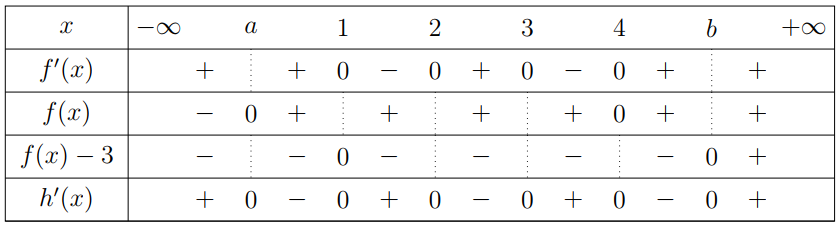 x −∞ a 1 2 3 4 b +∞
f′(x) + + 0 − 0 + 0 − 0 + +
f(x) − 0 + + + + 0 + +
f(x) − 3 − − 0 − − − − 0 +
h′(x) + 0 − 0 + 0 − 0 + 0 − 0 +